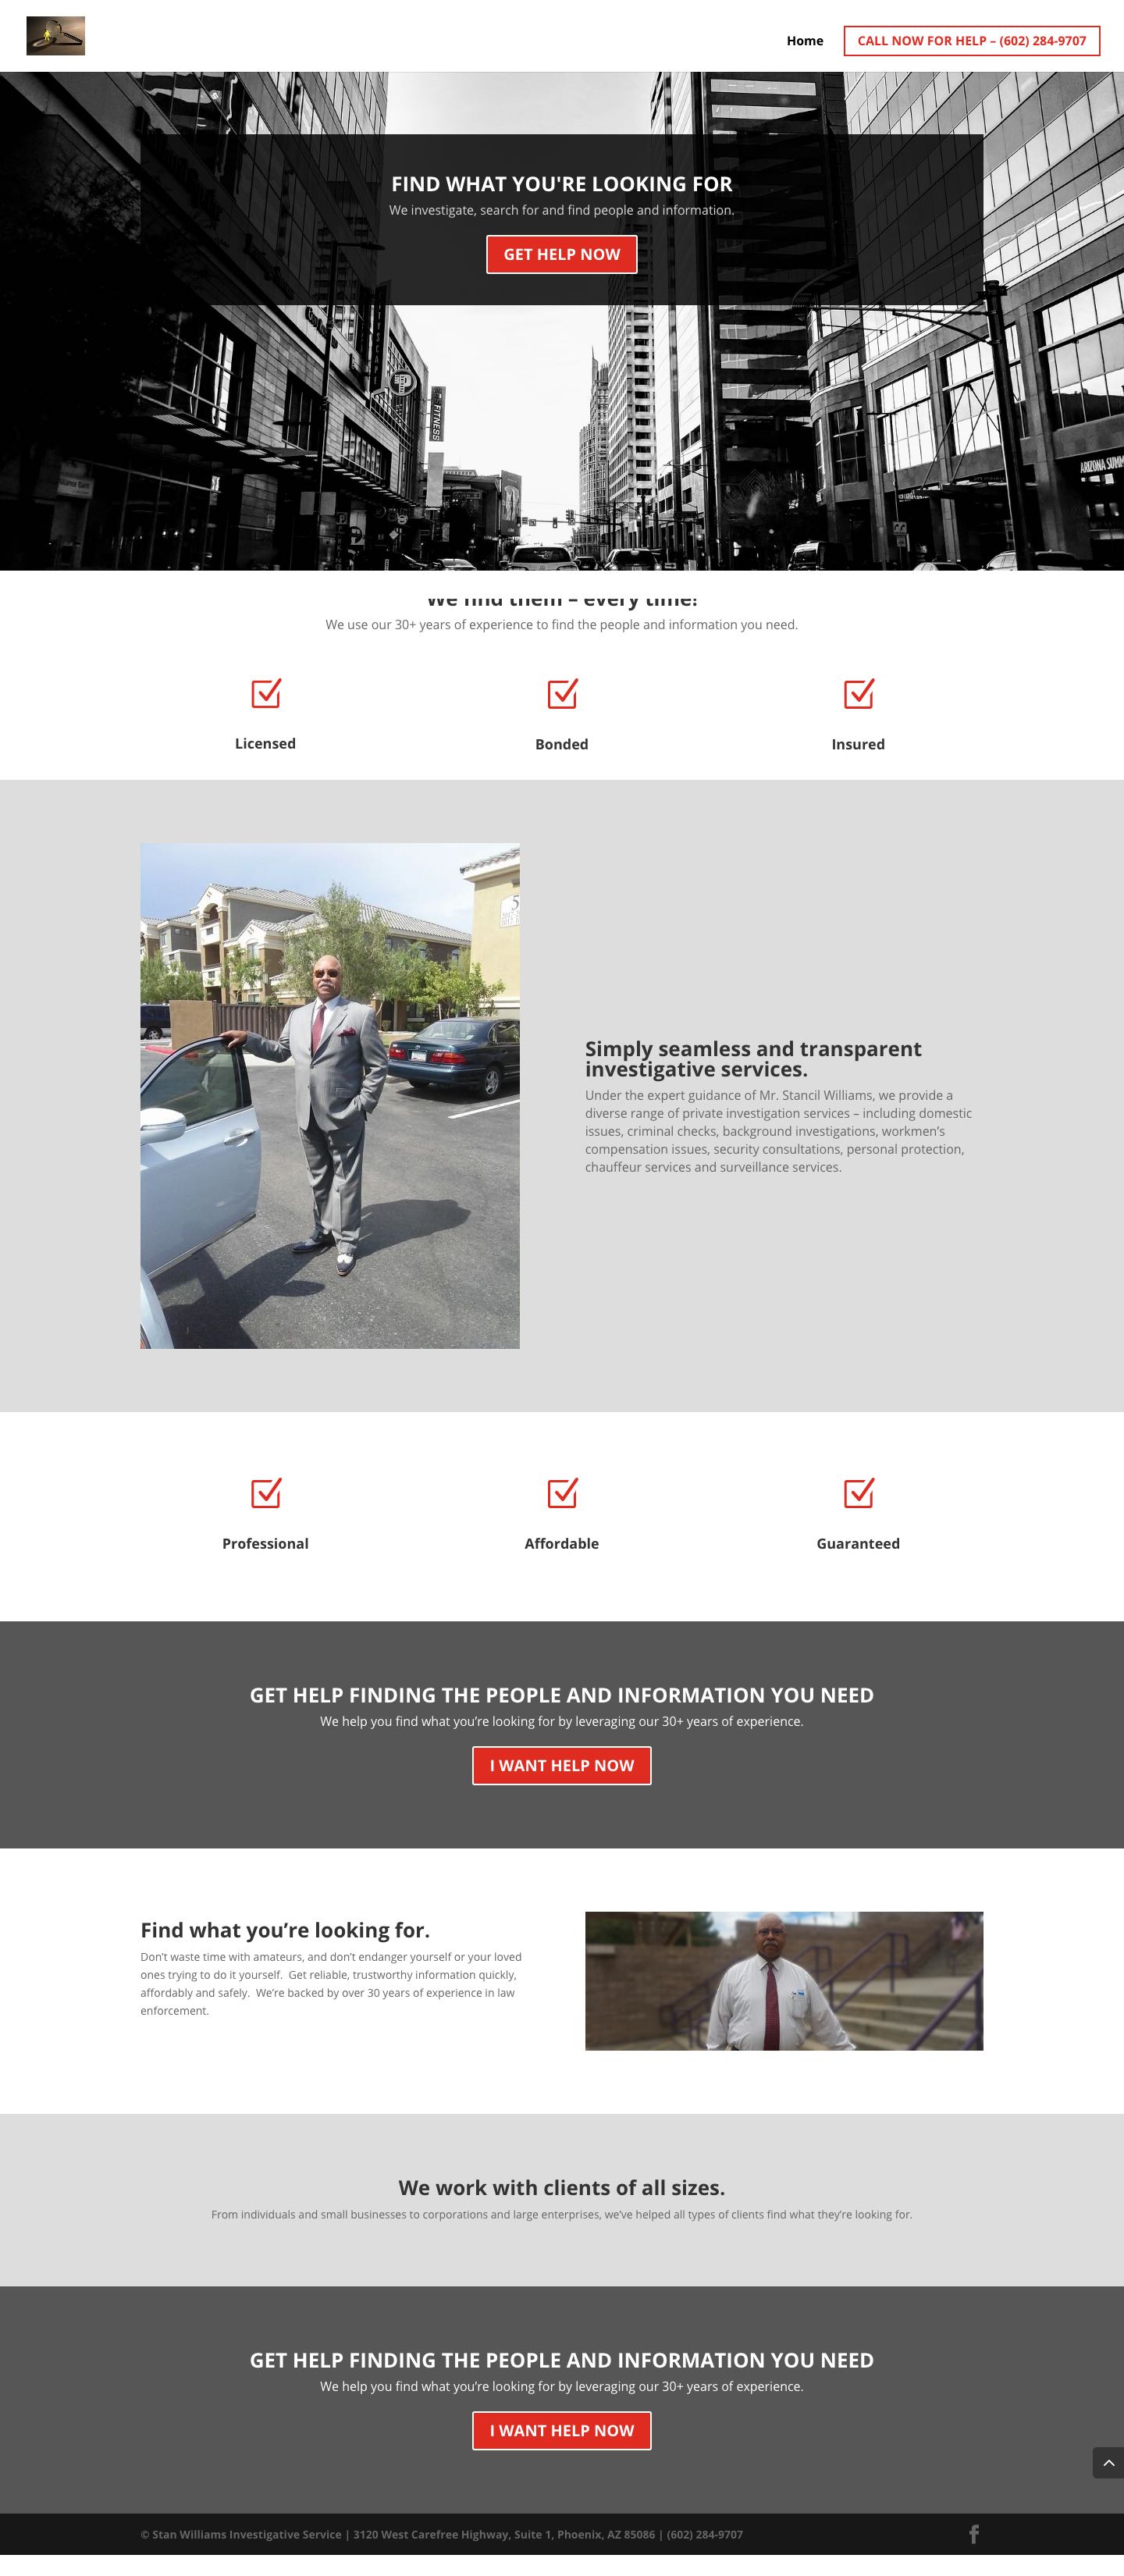 Home
CALL NOW FOR HELP – (602) 284-9707
FIND WHAT YOU'RE LOOKING FOR
We investigate, search for and find people and information.
GET HELP NOW
FITNESS
ARIZONA
We find them – every time!
We use our 30+ years of experience to find the people and information you need.
Licensed
Bonded
Insured
5
Simply seamless and transparent
investigative services.
Under the expert guidance of Mr. Stancil Williams, we provide a
diverse range of private investigation services – including domestic
issues, criminal checks, background investigations, workmen’s
compensation issues, security consultations, personal protection,
chauffeur services and surveillance services.
Professional
Affordable
Guaranteed
GET HELP FINDING THE PEOPLE AND INFORMATION YOU NEED
We help you find what you’re looking for by leveraging our 30+ years of experience.
I WANT HELP NOW
Find what you’re looking for.
Don’t waste time with amateurs, and don’t endanger yourself or your loved
ones trying to do it yourself.  Get reliable, trustworthy information quickly,
affordably and safely.  We’re backed by over 30 years of experience in law
enforcement.
We work with clients of all sizes.
From individuals and small businesses to corporations and large enterprises, we’ve helped all types of clients find what they’re looking for.
GET HELP FINDING THE PEOPLE AND INFORMATION YOU NEED
We help you find what you’re looking for by leveraging our 30+ years of experience.
I WANT HELP NOW
© Stan Williams Investigative Service | 3120 West Carefree Highway, Suite 1, Phoenix, AZ 85086 | (602) 284-9707